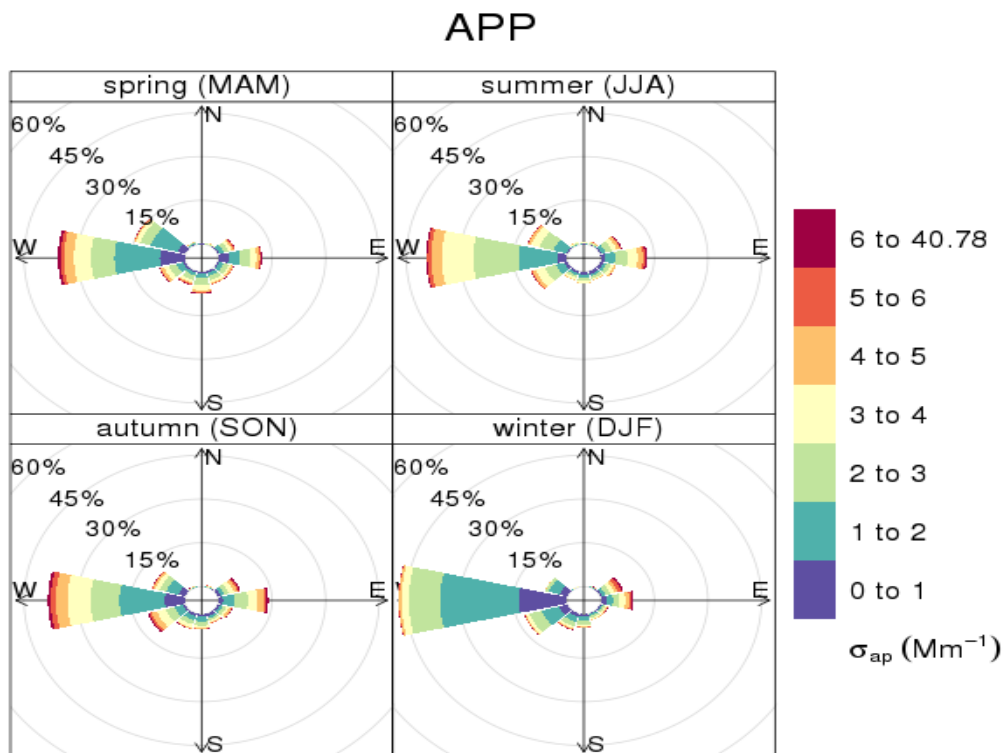 APP
spring (MAM)
summer (JJA)
N
60%
45%
30%
15%
W
E
S
N
60%
45%
30%
15%
W
E
S
autumn (SON)
winter (DJF)
N
60%
45%
30%
15%
W
E
S
N
60%
45%
30%
15%
W
E
S
6 to 40.78
5 to 6
4 to 5
3 to 4
2 to 3
1 to 2
0 to 1
σap (Mm⁻¹)